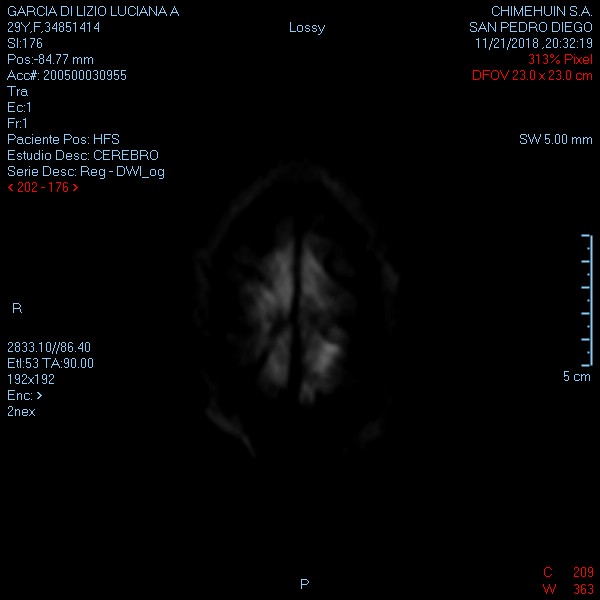 GARCIA DI LIZIO LUCIANA A
29Y,F,34851414
Sl:176
Pos:-84.77 mm
Acc#: 200500030955
Tra
Ec:1
Fr:1
Paciente Pos: HFS
Estudio Desc: CEREBRO
Serie Desc: Reg - DWI_og
< 202 - 176 >
Lossy
CHIMEHUIN S.A.
SAN PEDRO DIEGO
11/21/2018 ,20:32:19
313% Pixel
DFOV 23.0 x 23.0 cm
SW 5.00 mm
R
2833.10//86.40
Etl:53 TA:90.00
192x192
Enc: >
2nex
5 cm
P
C 209
W 363